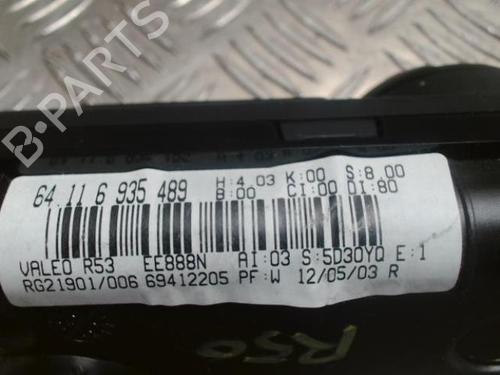 B-PARTS
64.11 6 935 489 H:4.03 K:00 S:8.00
B:00 CI:00 DI:80
VALEO R53 EE888N AI:03 S:5D30YQ E:1
RG21901/006 69412205 PF:W 12/05/03 R
R50